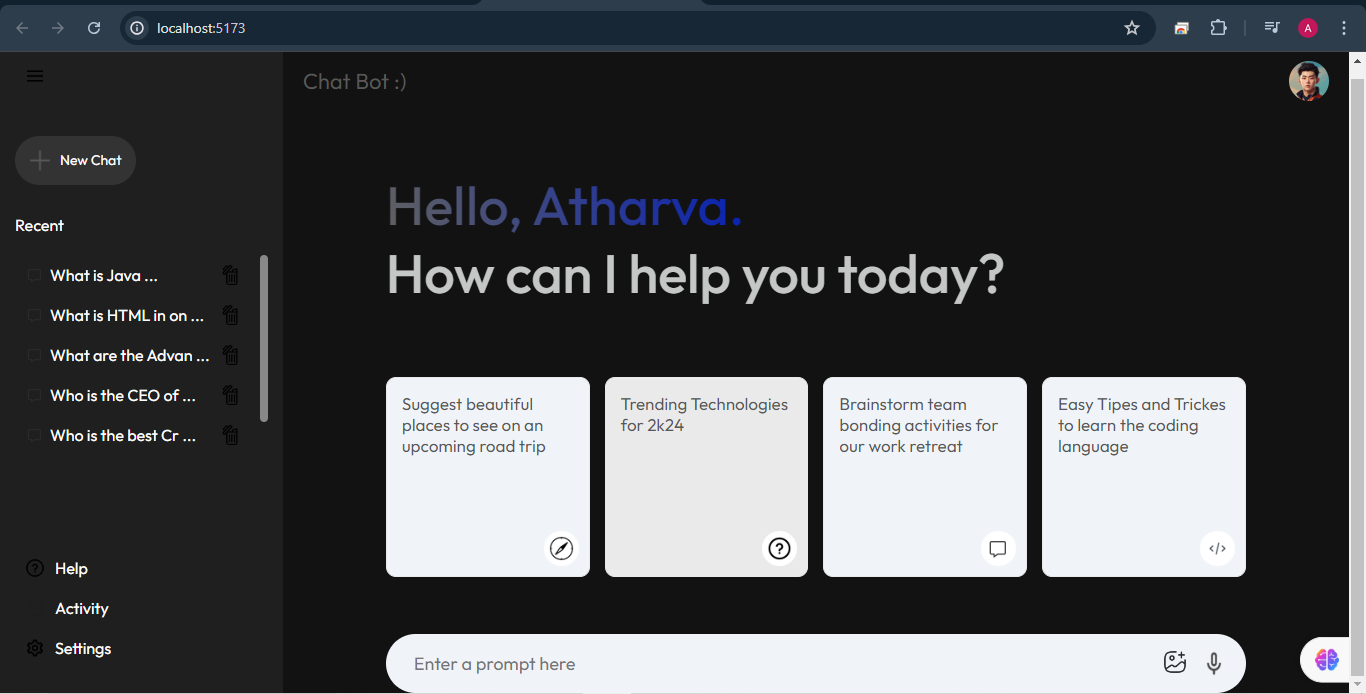 localhost:5173
A
Chat Bot :)
New Chat
Recent
What is Java ...
What is HTML in on ...
What are the Advan ...
Who is the CEO of ...
Who is the best Cr ...
Help
Activity
Settings
Hello, Atharva.
How can I help you today?
Suggest beautiful
places to see on an
upcoming road trip
Trending Technologies
for 2k24
Brainstorm team
bonding activities for
our work retreat
Easy Tipes and Trickes
to learn the coding
language
Enter a prompt here